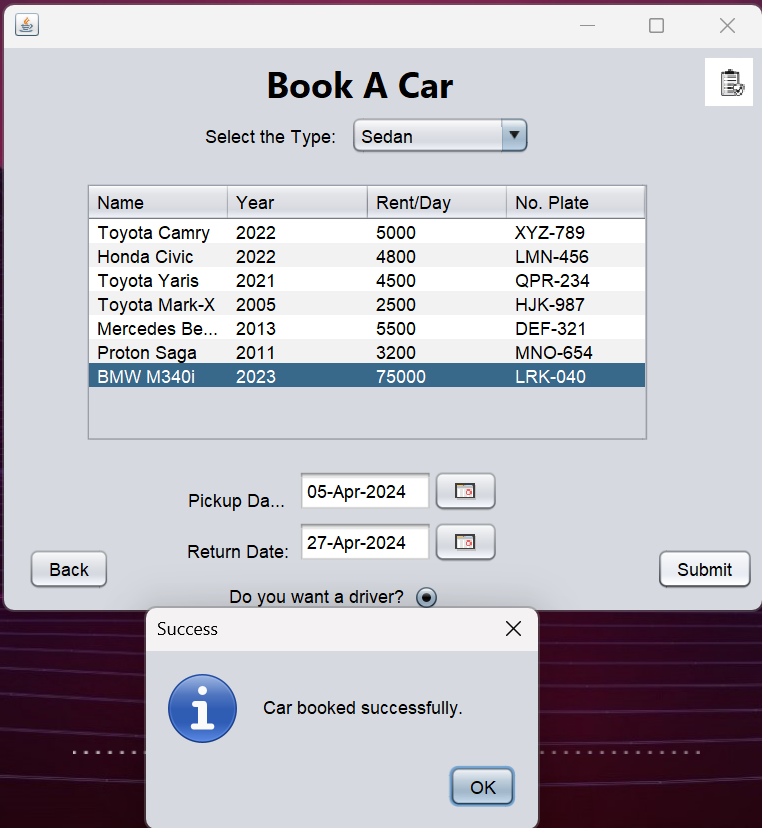 Book A Car
Select the Type: Sedan
Name Year Rent/Day No. Plate
Toyota Camry 2022 5000 XYZ-789
Honda Civic 2022 4800 LMN-456
Toyota Yaris 2021 4500 QPR-234
Toyota Mark-X 2005 2500 HJK-987
Mercedes Be... 2013 5500 DEF-321
Proton Saga 2011 3200 MNO-654
BMW M340i 2023 75000 LRK-040
Pickup Da... 05-Apr-2024
Return Date: 27-Apr-2024
Back Submit
Do you want a driver?
Success
Car booked successfully.
OK